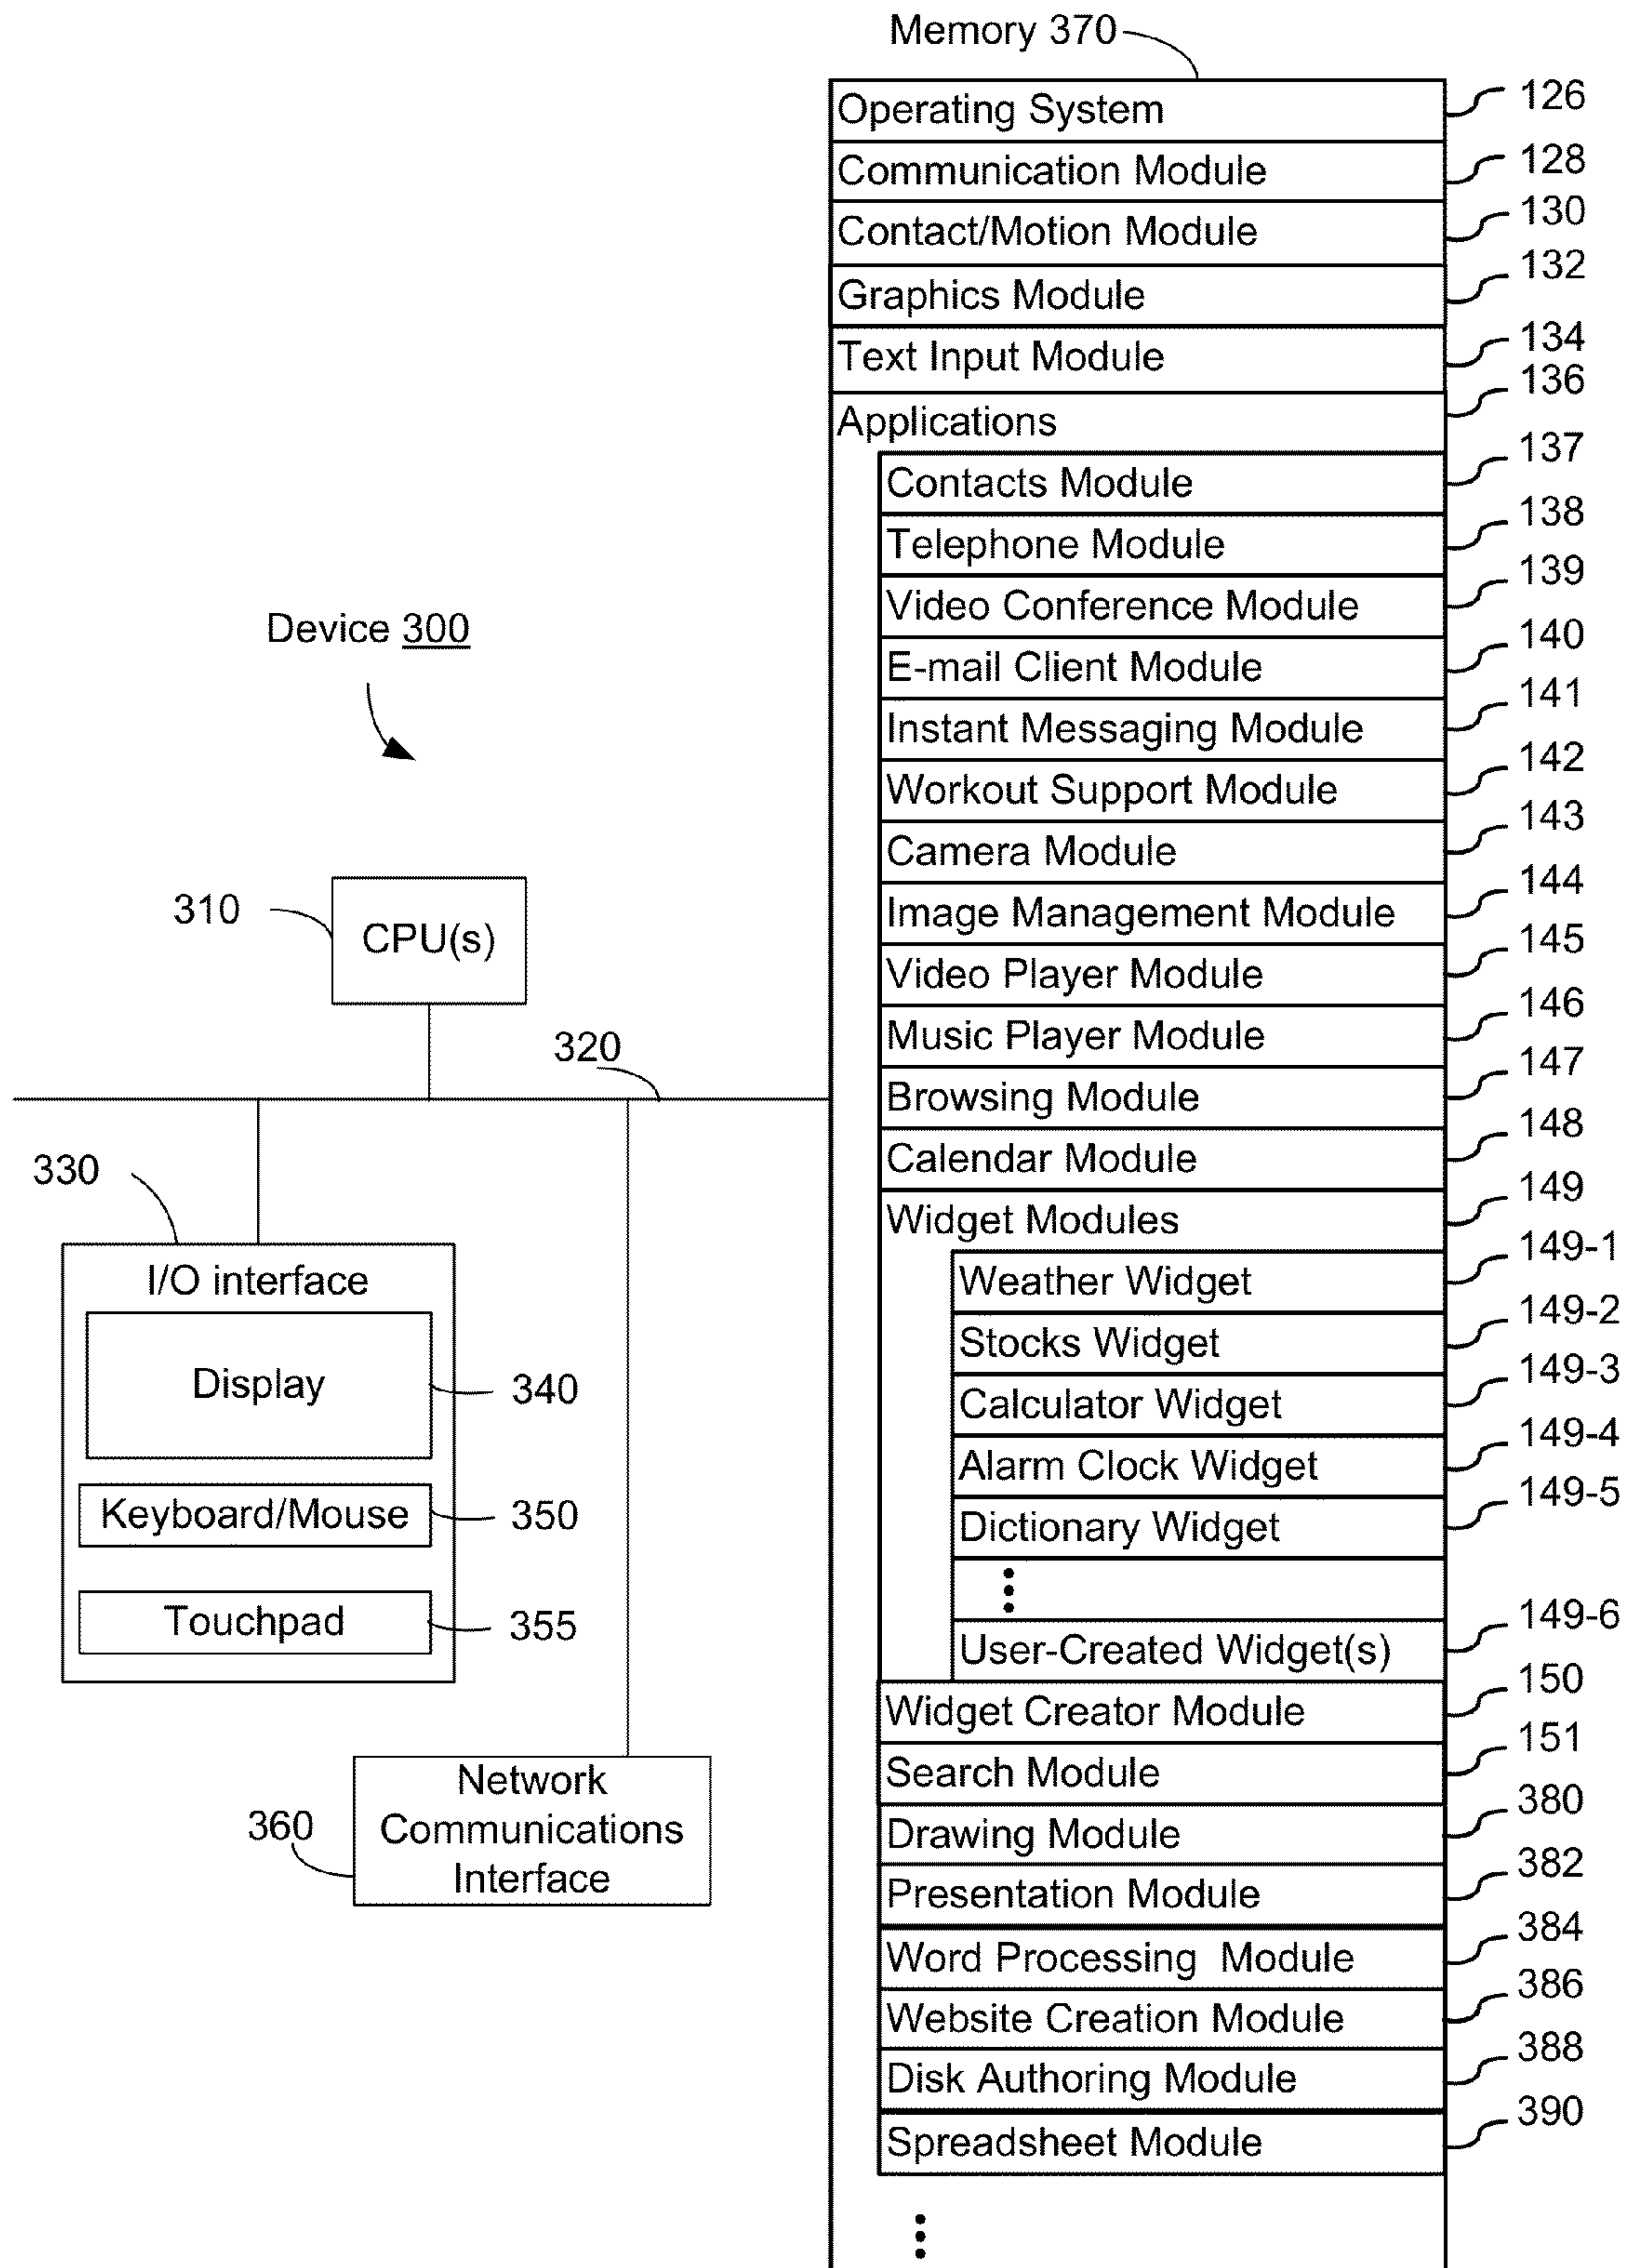 Memory 370
Operating System 126
Communication Module 128
Contact/Motion Module 130
Graphics Module 132
Text Input Module 134
Applications 136
Contacts Module 137
Telephone Module 138
Video Conference Module 139
E-mail Client Module 140
Instant Messaging Module 141
Workout Support Module 142
Camera Module 143
Image Management Module 144
Video Player Module 145
Music Player Module 146
Browsing Module 147
Calendar Module 148
Widget Modules 149
Weather Widget 149-1
Stocks Widget 149-2
Calculator Widget 149-3
Alarm Clock Widget 149-4
Dictionary Widget 149-5
User-Created Widget(s) 149-6
Widget Creator Module 150
Search Module 151
Drawing Module 380
Presentation Module 382
Word Processing Module 384
Website Creation Module 386
Disk Authoring Module 388
Spreadsheet Module 390
Device 300
310
CPU(s)
320
330
I/O interface
Display 340
Keyboard/Mouse 350
Touchpad 355
360
Network
Communications
Interface